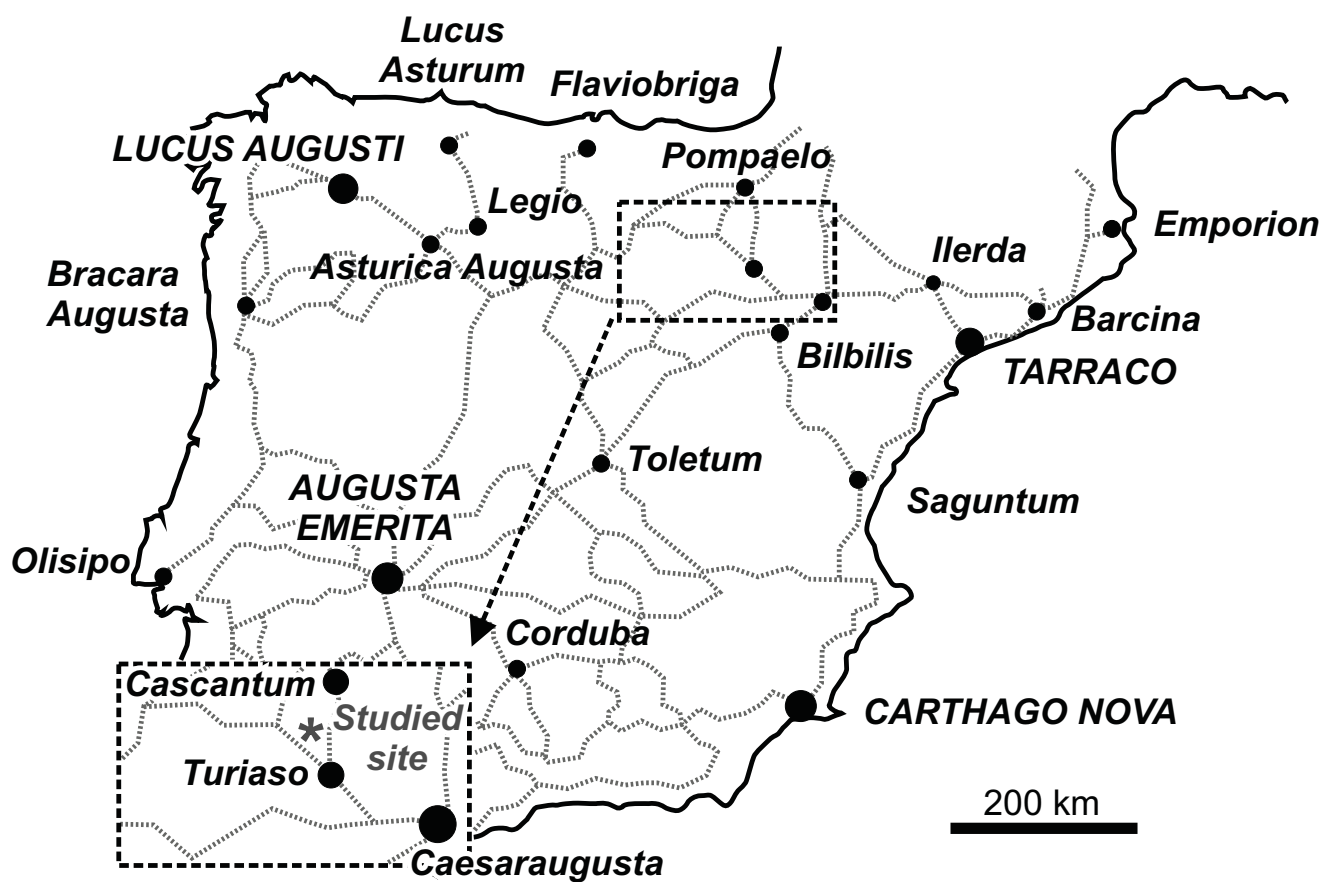 Lucus
Asturum
Flaviobriga
LUCUS AUGUSTI
Pompaelo
Legio
Emporion
Ilerda
Asturica Augusta
Bracara
Augusta
Barcina
Bilbilis
TARRACO
Toletum
AUGUSTA
EMERITA
Saguntum
Olisipo
Corduba
Cascantum
* Studied
site
CARTHAGO NOVA
Turiaso
200 km
Caesaraugusta